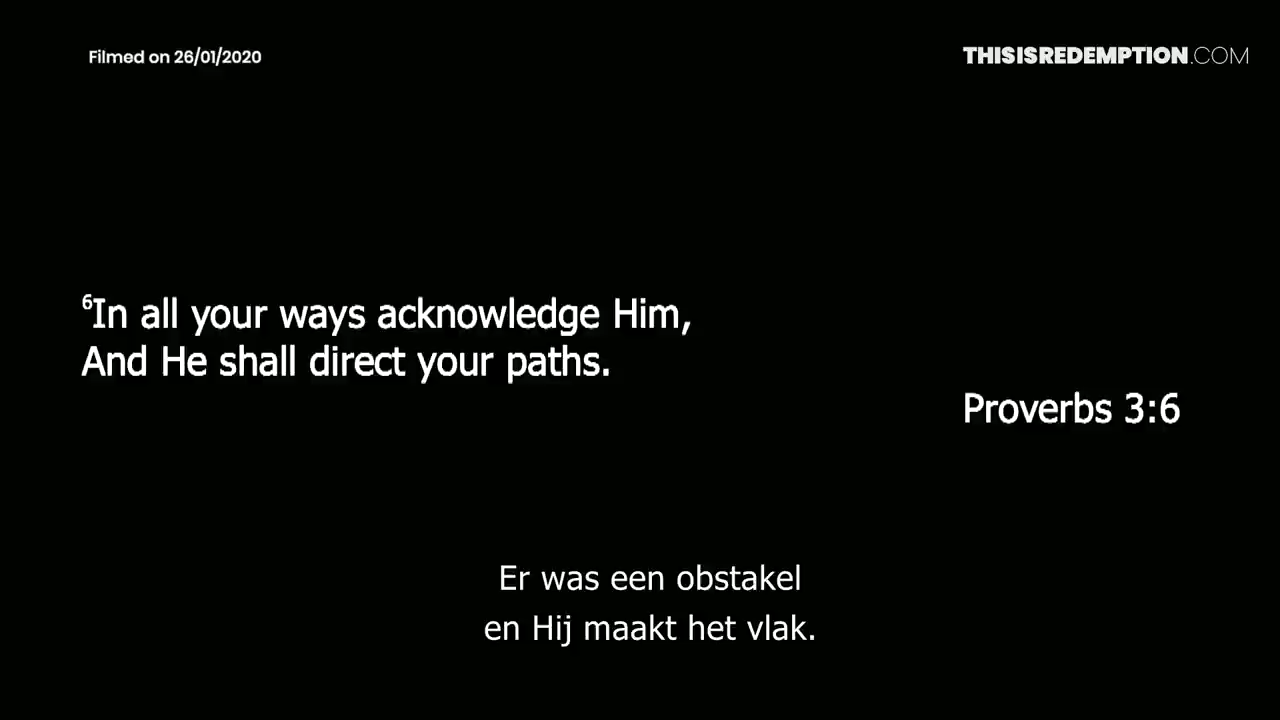 Filmed on 26/01/2020
THISISREDEMPTION.COM
⁶In all your ways acknowledge Him,
And He shall direct your paths.
Proverbs 3:6
Er was een obstakel
en Hij maakt het vlak.